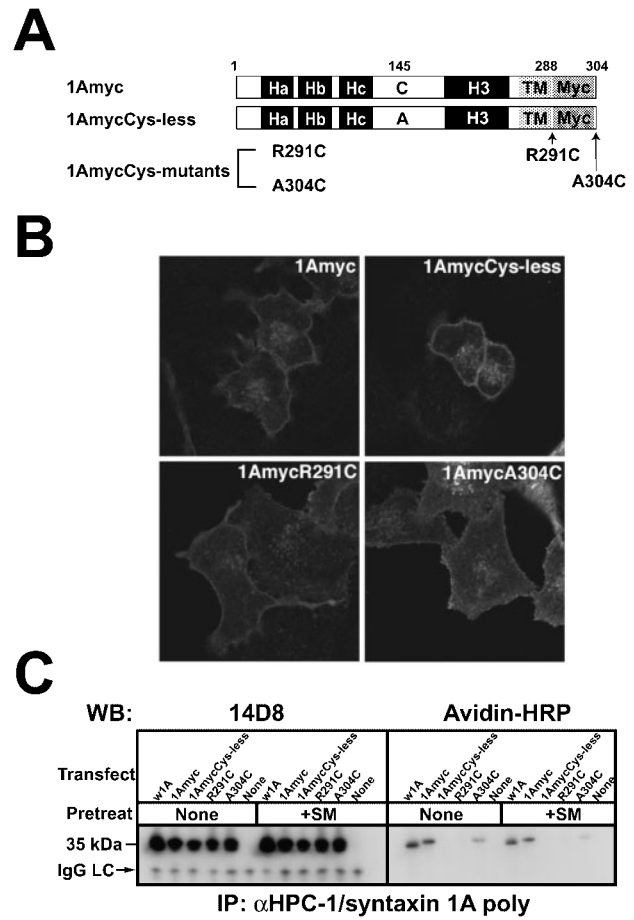 A
1 145 288 304
1Amyc Ha Hb Hc C H3 TM Myc
1AmycCys-less Ha Hb Hc A H3 TM Myc
1AmycCys-mutants R291C R291C
A304C A304C
B
1Amyc 1AmycCys-less
1AmycR291C 1AmycA304C
C
WB: 14D8 Avidin-HRP
Transfect w1A 1Amyc 1AmycCys-less R291C A304C None w1A 1Amyc 1AmycCys-less R291C A304C None w1A 1Amyc 1AmycCys-less R291C A304C None w1A 1Amyc 1AmycCys-less R291C A304C None
Pretreat None +SM None +SM
35 kDa
IgG LC
IP: αHPC-1/syntaxin 1A poly